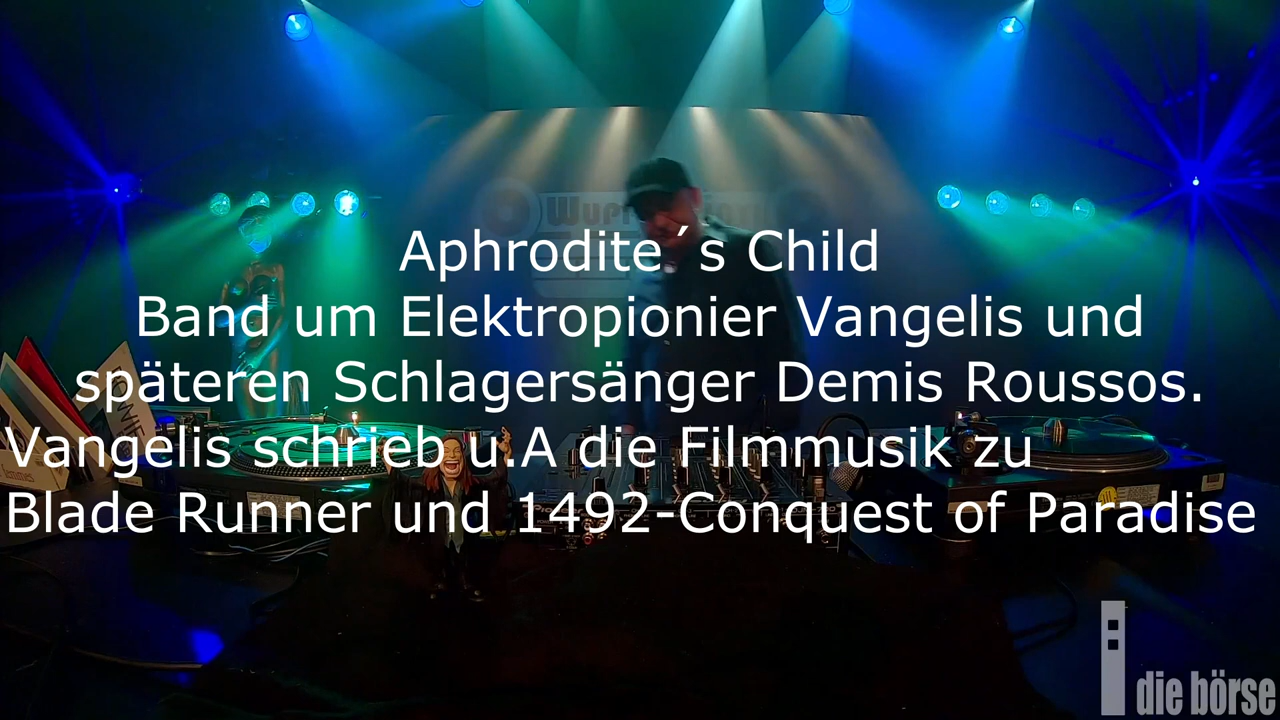 Aphrodite´s Child
Band um Elektropionier Vangelis und
späteren Schlagersänger Demis Roussos.
Vangelis schrieb u.A die Filmmusik zu
Blade Runner und 1492-Conquest of Paradise
die börse